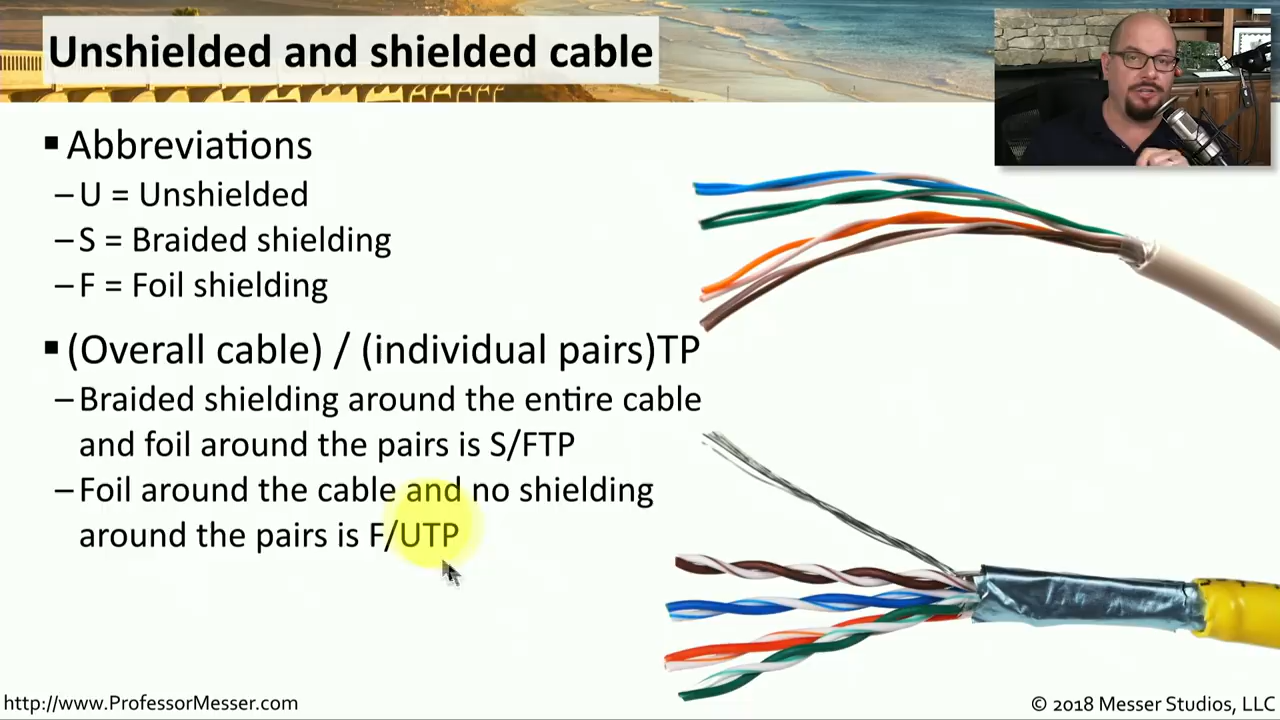 Unshielded and shielded cable
▪ Abbreviations
– U = Unshielded
– S = Braided shielding
– F = Foil shielding
▪ (Overall cable) / (individual pairs)TP
– Braided shielding around the entire cable
and foil around the pairs is S/FTP
– Foil around the cable and no shielding
around the pairs is F/UTP
http://www.ProfessorMesser.com
© 2018 Messer Studios, LLC